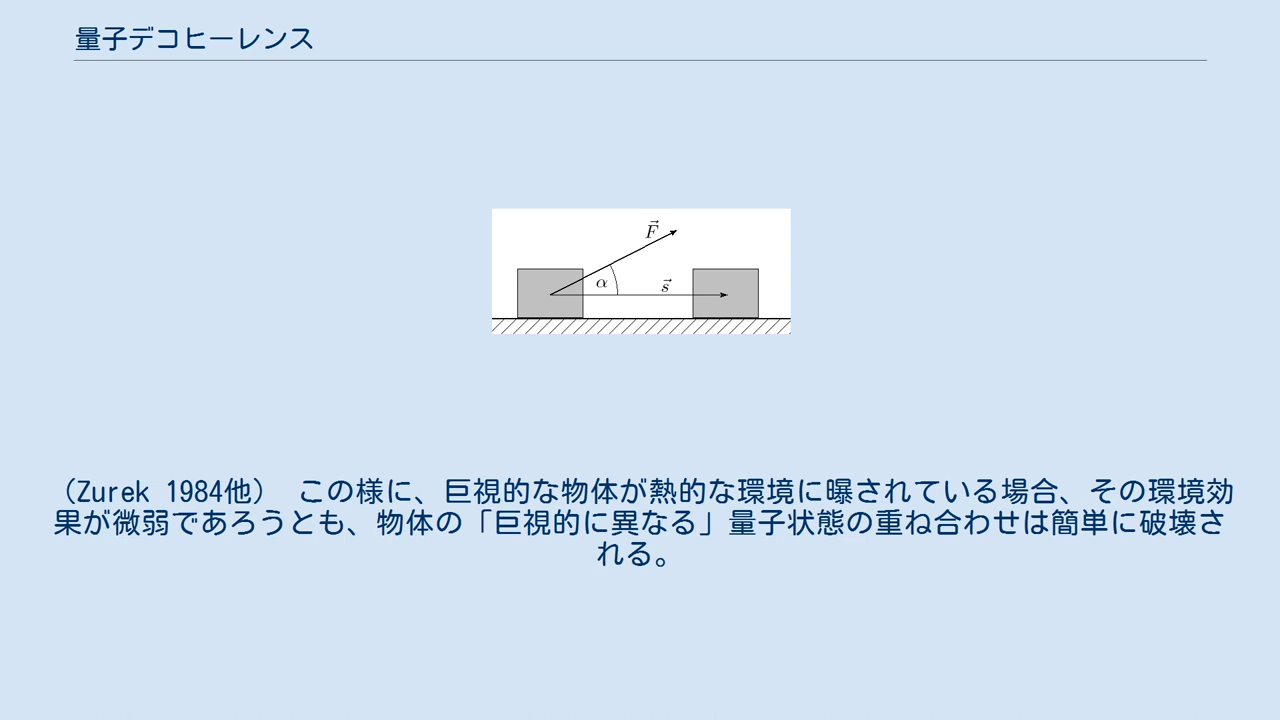 量子デコヒーレンス
F⃗
α
s⃗
（Zurek 1984他） この様に、巨視的な物体が熱的な環境に曝されている場合、その環境効
果が微弱であろうとも、物体の「巨視的に異なる」量子状態の重ね合わせは簡単に破壊さ
れる。